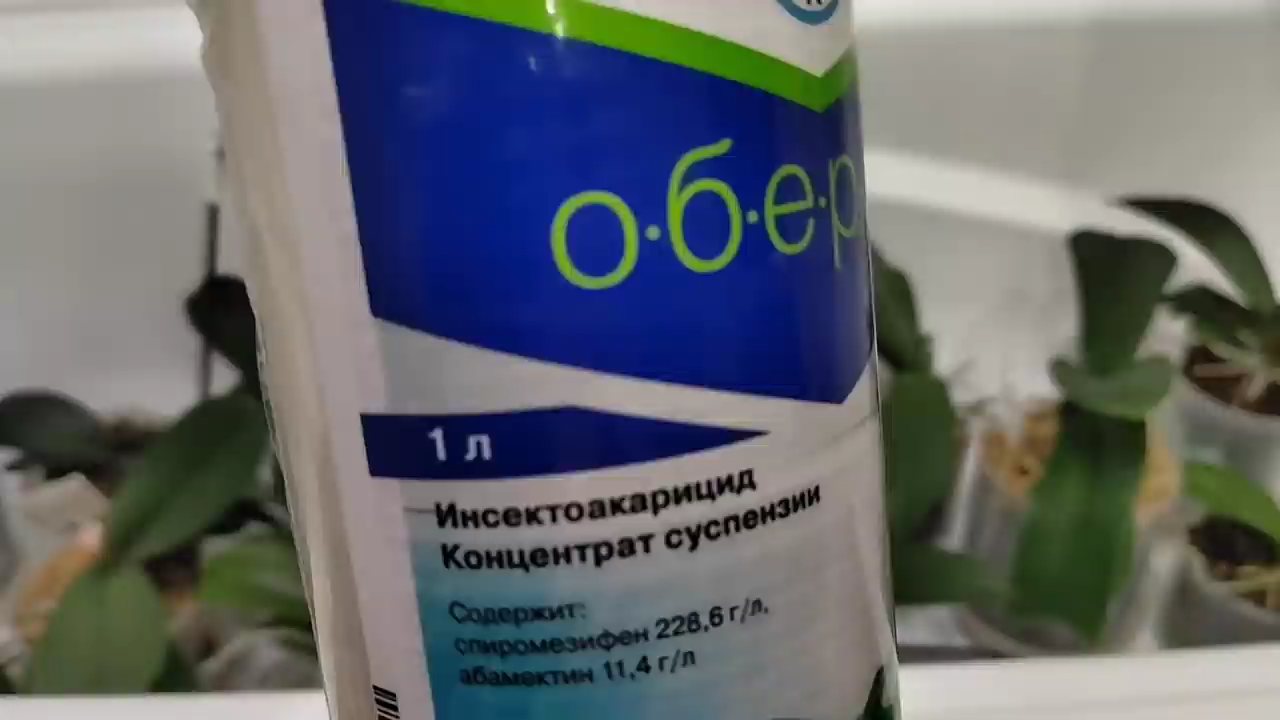 о·б·е·р
1 л
Инсектоакарицид
Концентрат суспензии
Содержит:
спиромезифен 228,6 г/л,
абамектин 11,4 г/л